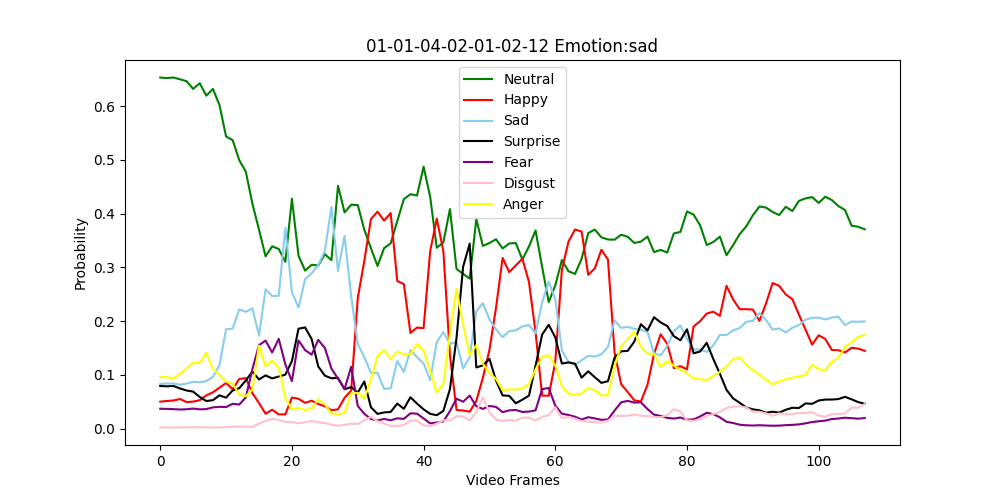 01-01-04-02-01-02-12 Emotion:sad
Probability
0.6
0.5
0.4
0.3
0.2
0.1
0.0
Neutral
Happy
Sad
Surprise
Fear
Disgust
Anger
0 20 40 60 80 100
Video Frames